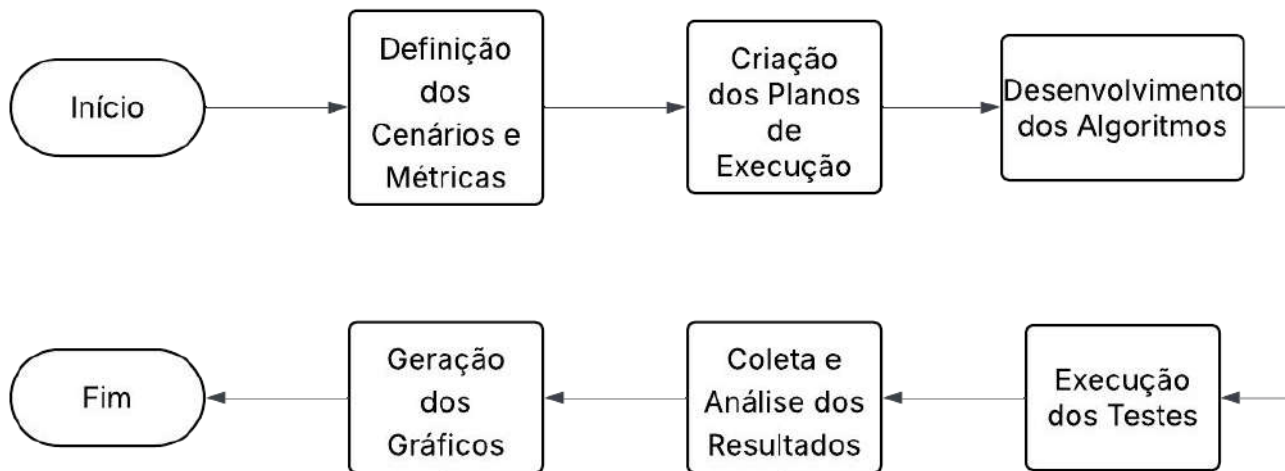 Início
Definição
dos
Cenários e
Métricas
Criação
dos Planos
de
Execução
Desenvolvimento
dos Algoritmos
Execução
dos Testes
Coleta e
Análise dos
Resultados
Geração
dos
Gráficos
Fim